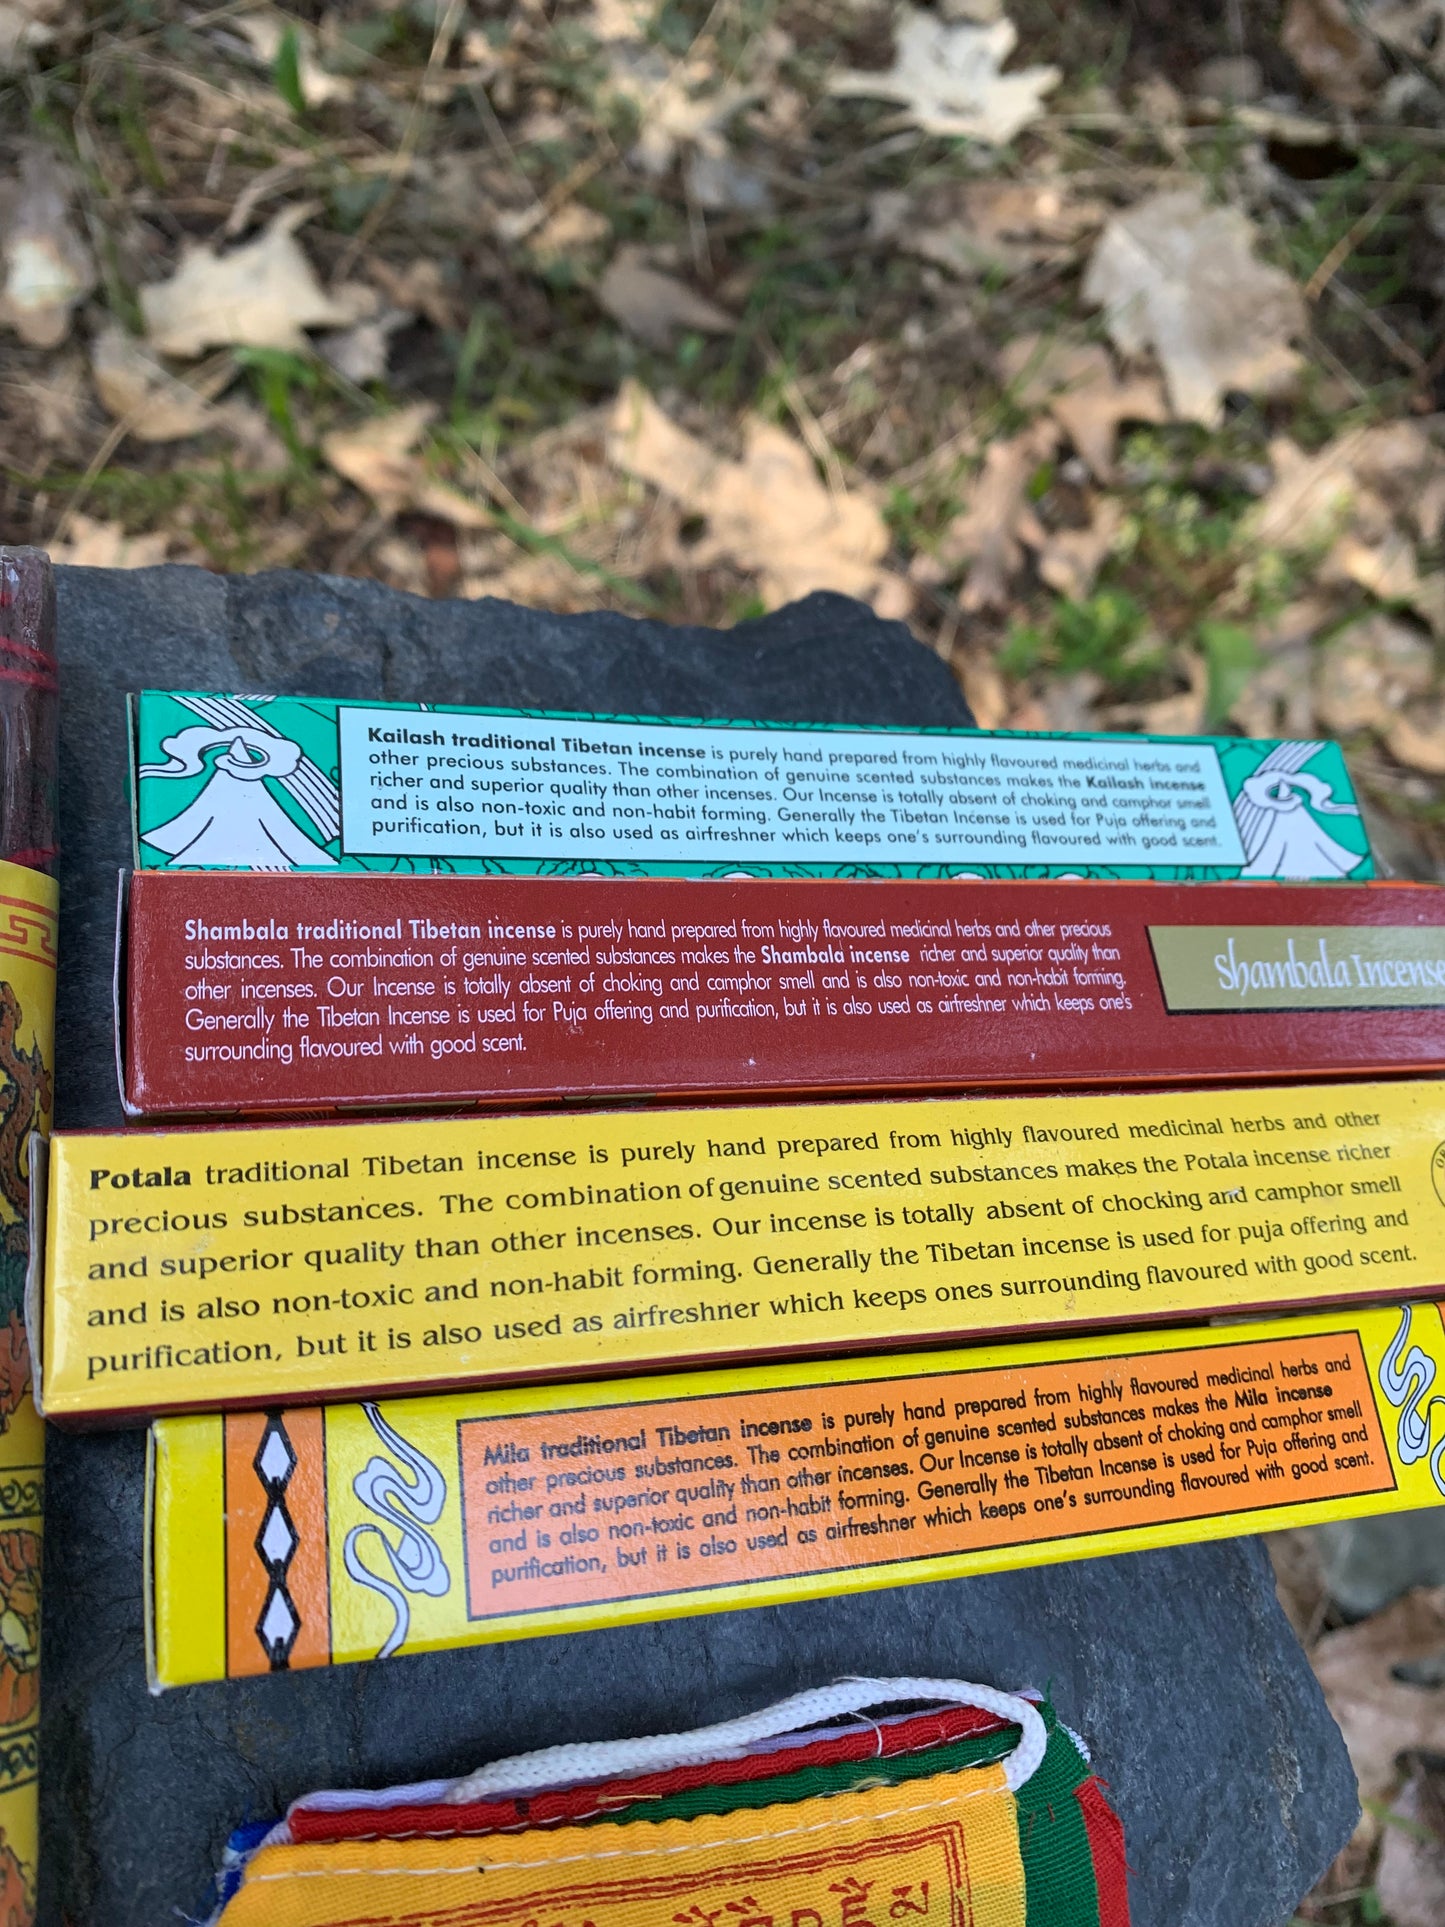 Kailash traditional Tibetan incense is purely hand prepared from highly flavoured medicinal herbs and
other precious substances. The combination of genuine scented substances makes the Kailash incense
richer and superior quality than other incenses. Our Incense is totally absent of choking and camphor smell
and is also non-toxic and non-habit forming. Generally the Tibetan Incense is used for Puja offering and
purification, but it is also used as airfreshner which keeps one's surrounding flavoured with good scent.
Shambala traditional Tibetan incense is purely hand prepared from highly flavoured medicinal herbs and other precious
substances. The combination of genuine scented substances makes the Shambala incense richer and superior quality than
other incenses. Our Incense is totally absent of choking and camphor smell and is also non-toxic and non-habit forming.
Generally the Tibetan Incense is used for Puja offering and purification, but it is also used as airfreshner which keeps one's
surrounding flavoured with good scent.
Shambala Incense
Potala traditional Tibetan incense is purely hand prepared from highly flavoured medicinal herbs and other
precious substances. The combination of genuine scented substances makes the Potala incense richer
and superior quality than other incenses. Our incense is totally absent of chocking and camphor smell
and is also non-toxic and non-habit forming. Generally the Tibetan incense is used for puja offering and
purification, but it is also used as airfreshner which keeps ones surrounding flavoured with good scent.
Mila traditional Tibetan incense is purely hand prepared from highly flavoured medicinal herbs and
other precious substances. The combination of genuine scented substances makes the Mila incense
richer and superior quality than other incenses. Our Incense is totally absent of choking and camphor smell
and is also non-toxic and non-habit forming. Generally the Tibetan Incense is used for Puja offering and
purification, but it is also used as airfreshner which keeps one's surrounding flavoured with good scent.